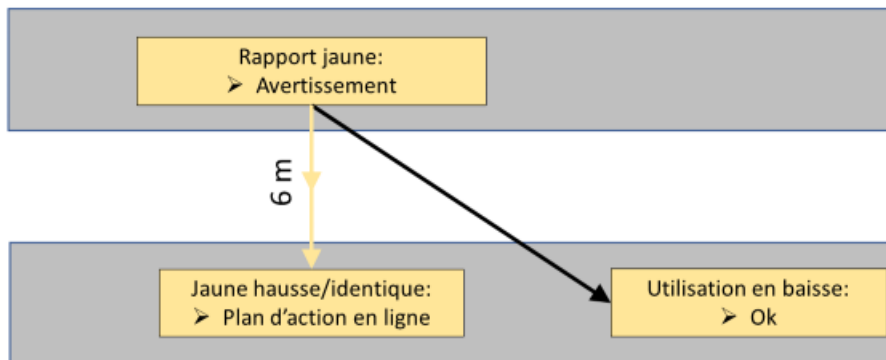 Rapport jaune:
➢ Avertissement
6 m
Jaune hausse/identique:
➢ Plan d'action en ligne
Utilisation en baisse:
➢ Ok